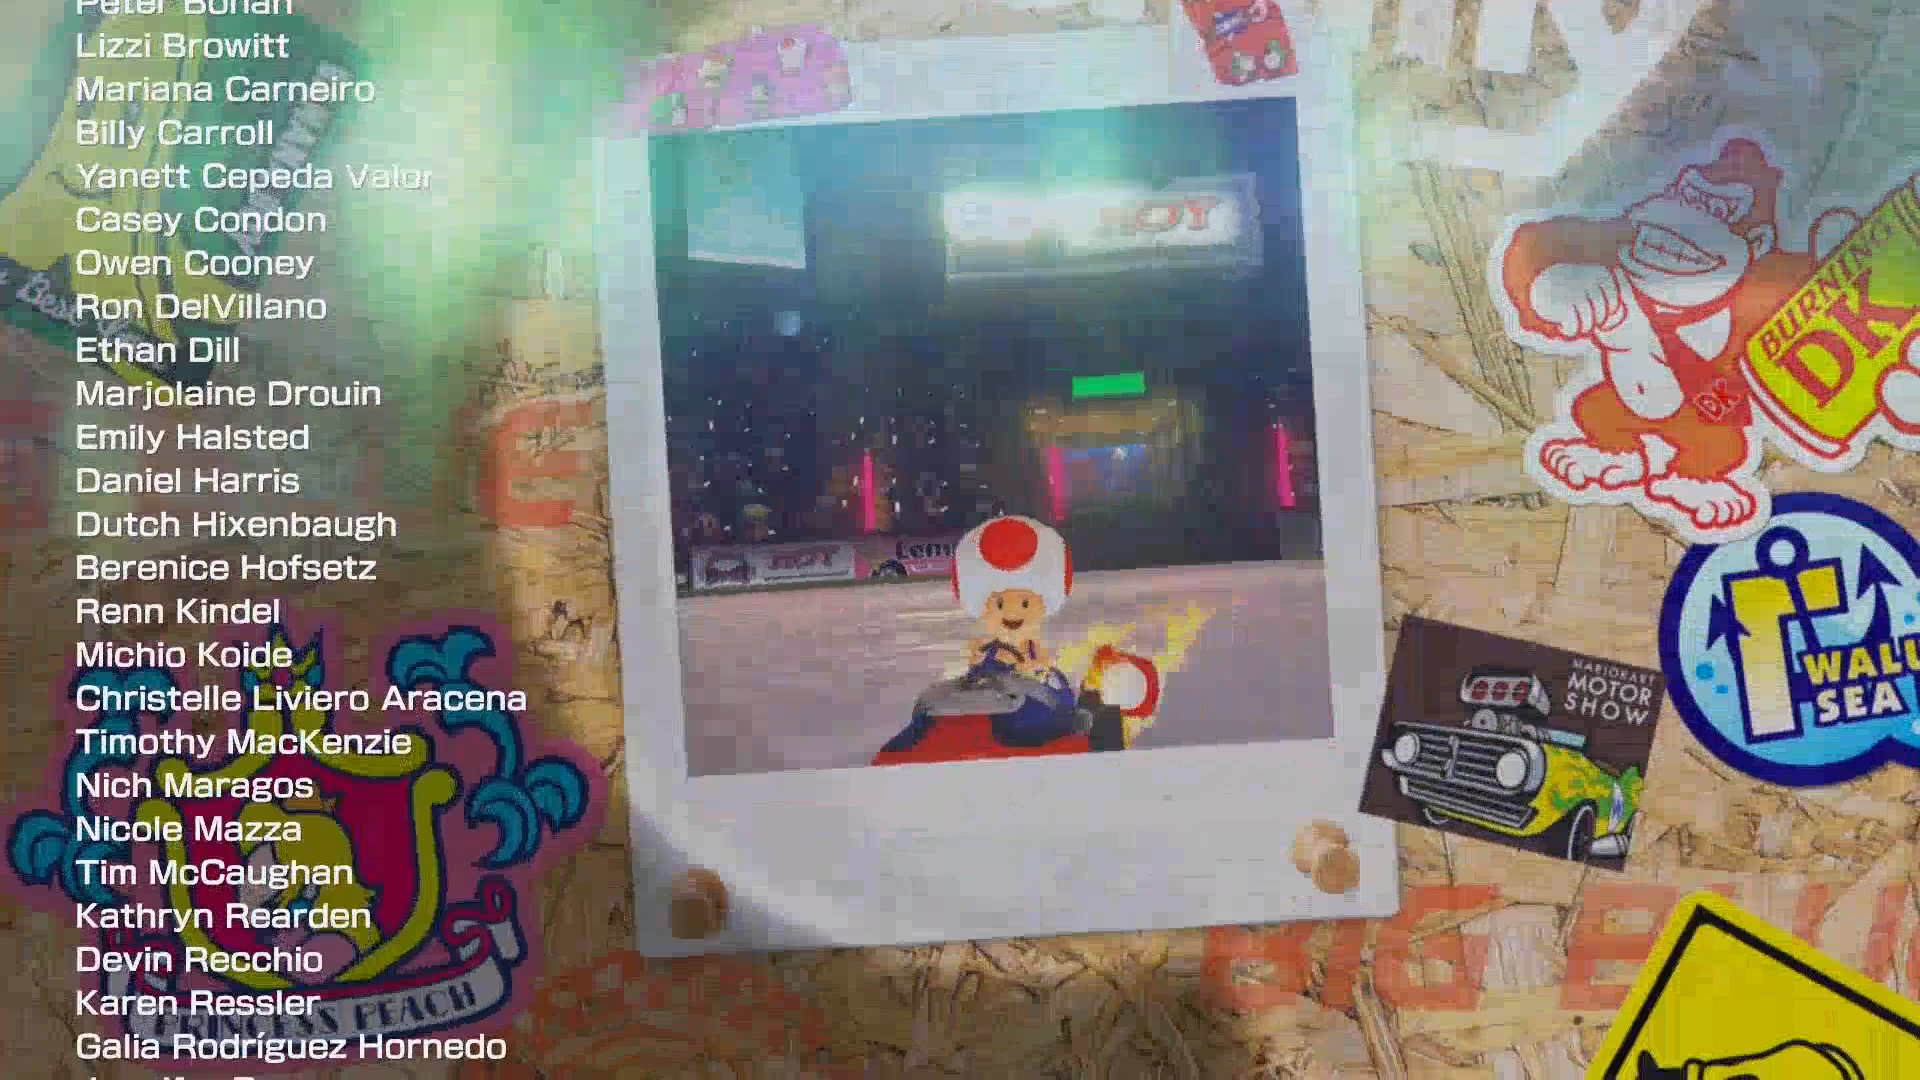 Lizzi Browitt
Mariana Carneiro
Billy Carroll
Yanett Cepeda Valor
Casey Condon
Owen Cooney
Ron DelVillano
Ethan Dill
Marjolaine Drouin
Emily Halsted
Daniel Harris
Dutch Hixenbaugh
Berenice Hofsetz
Renn Kindel
Michio Koide
Christelle Liviero Aracena
Timothy MacKenzie
Nich Maragos
Nicole Mazza
Tim McCaughan
Kathryn Rearden
Devin Recchio
Karen Ressler
Galia Rodríguez Hornedo
PRINCESS PEACH
BURNING
DK
DK
WALU
SEA
MARIOKART
MOTOR
SHOW
BIG